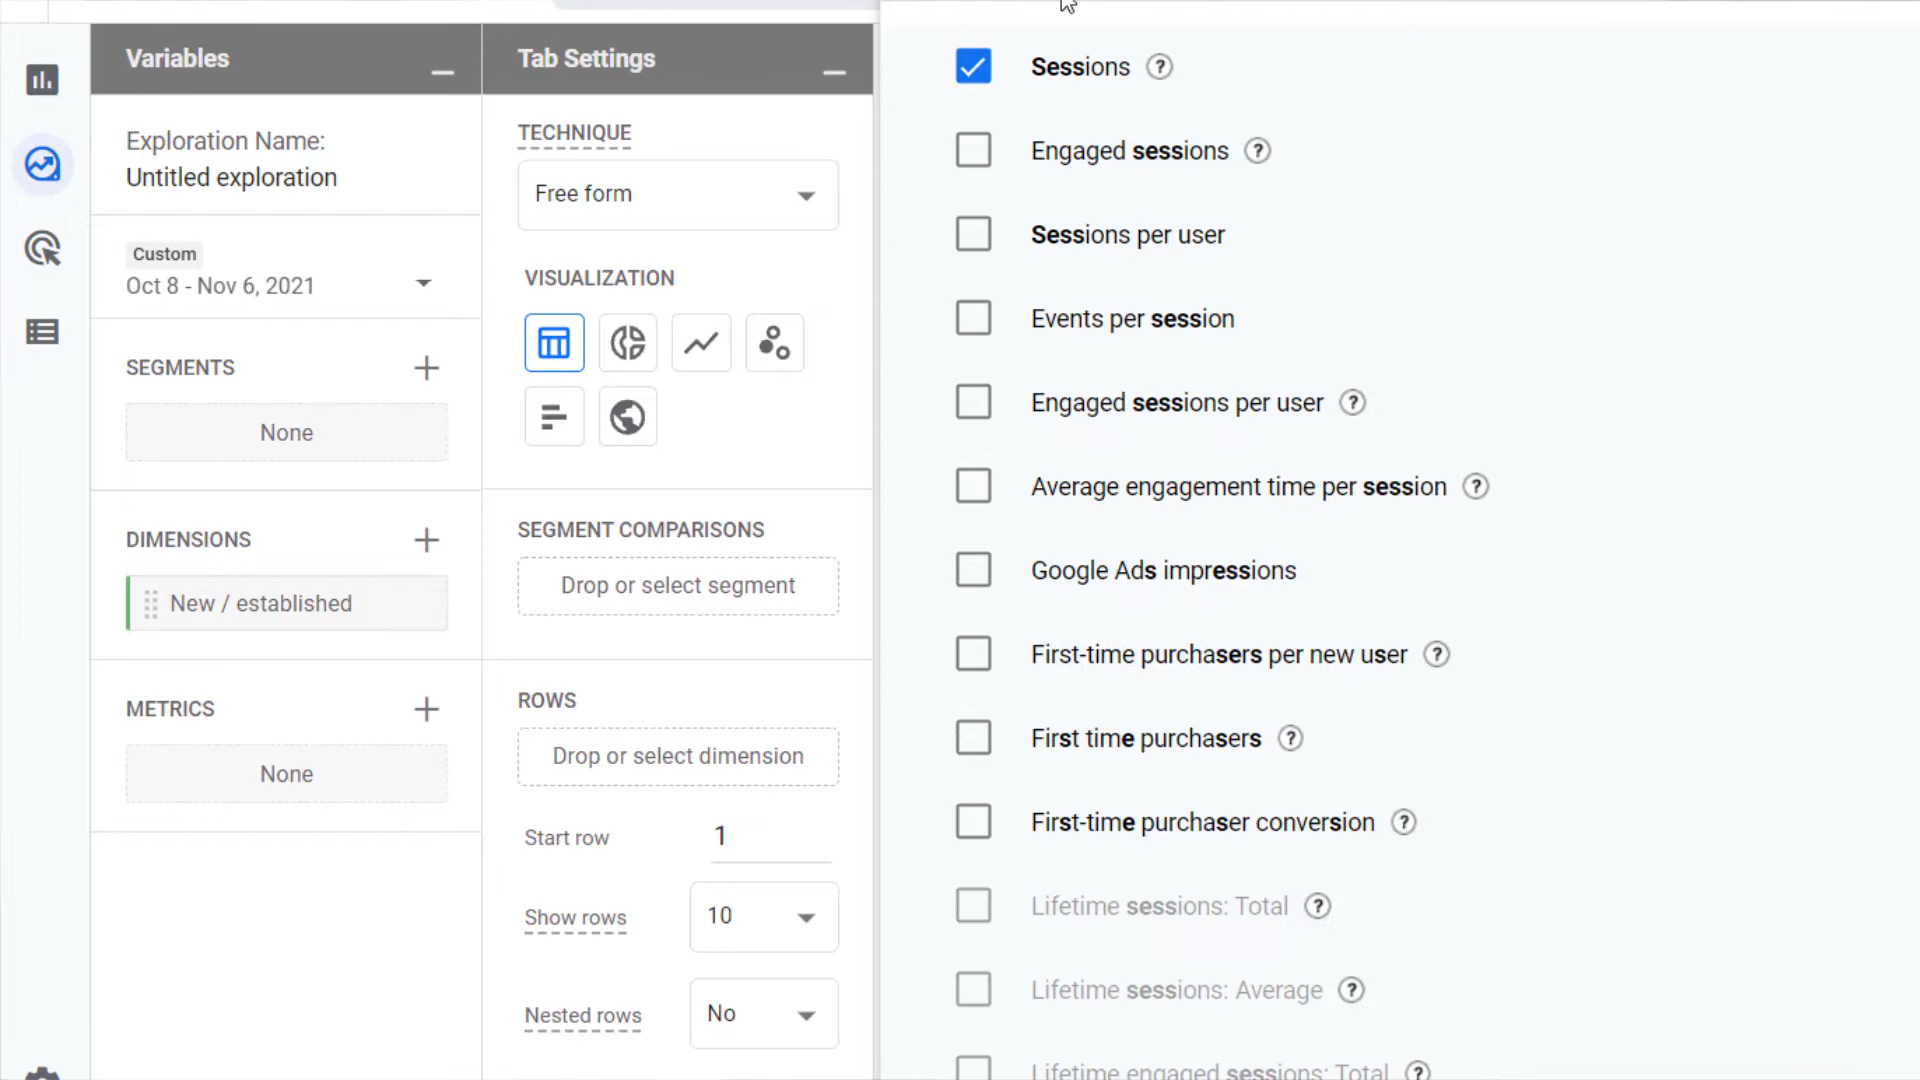 Variables
Exploration Name:
Untitled exploration
Custom
Oct 8 - Nov 6, 2021
SEGMENTS
None
DIMENSIONS
New / established
METRICS
None
Tab Settings
TECHNIQUE
Free form
VISUALIZATION
SEGMENT COMPARISONS
Drop or select segment
ROWS
Drop or select dimension
Start row 1
Show rows 10
Nested rows No
Sessions ?
Engaged sessions ?
Sessions per user
Events per session
Engaged sessions per user ?
Average engagement time per session ?
Google Ads impressions
First-time purchasers per new user ?
First time purchasers ?
First-time purchaser conversion ?
Lifetime sessions: Total ?
Lifetime sessions: Average ?
Lifetime engaged sessions: Total ?